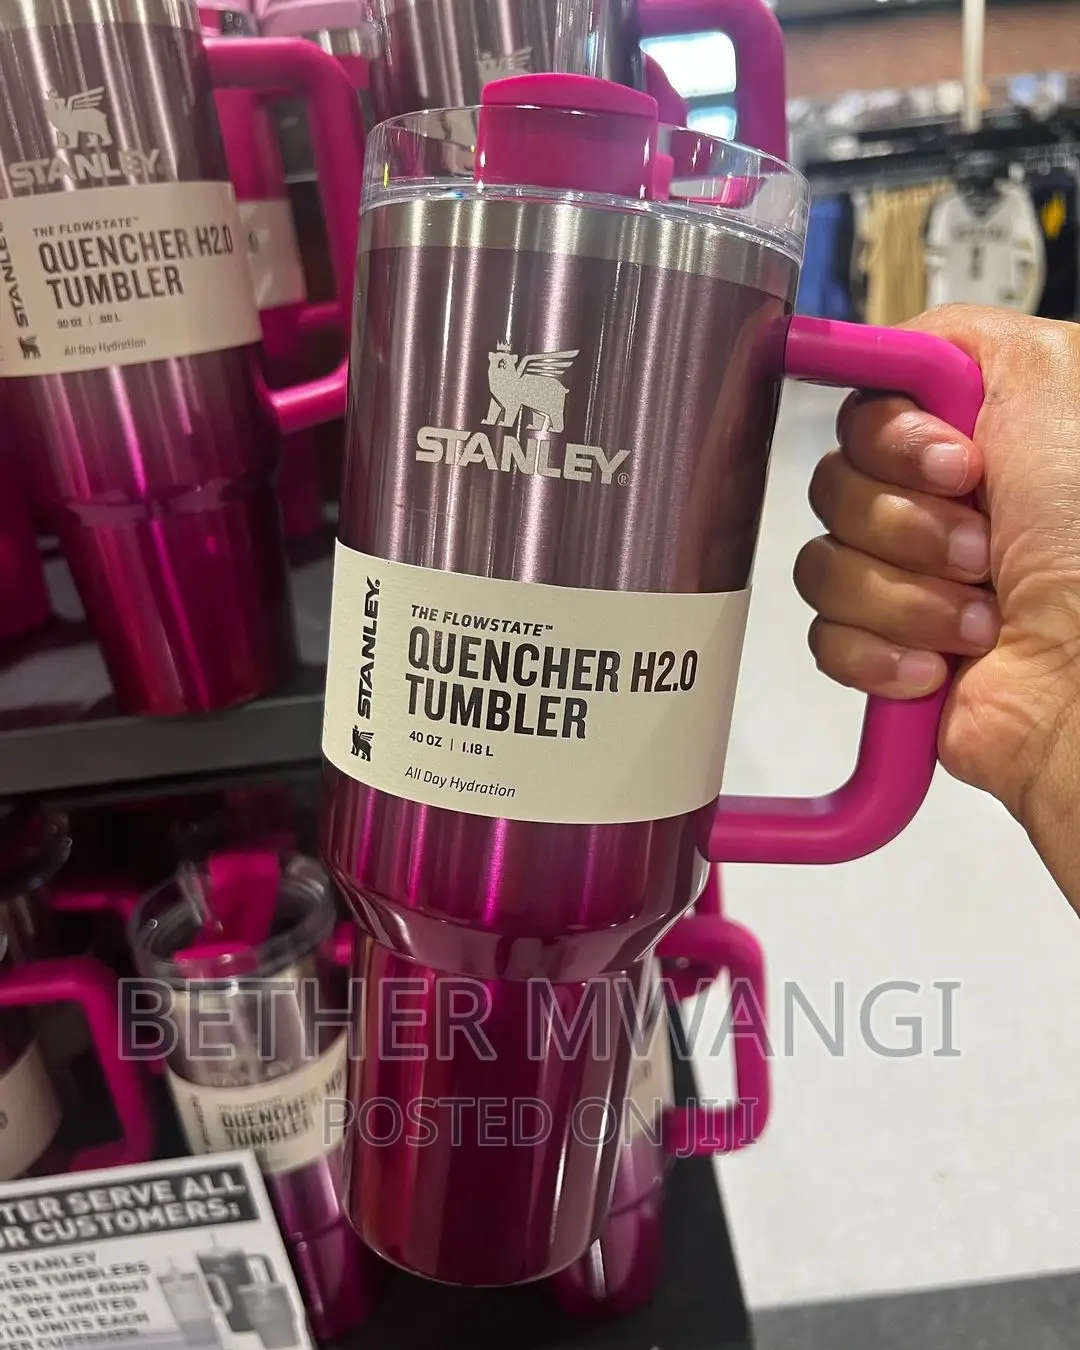 STANLEY
THE FLOWSTATE™
QUENCHER H2.0
TUMBLER
30 OZ | .88 L
All Day Hydration
STANLEY
STANLEY®
STANLEY®
THE FLOWSTATE™
QUENCHER H2.0
TUMBLER
40 OZ | 1.18 L
All Day Hydration
BETHER MWANGI
POSTED ON JIJI
QUENCHER H2
TUMBLER
TER SERVE ALL
R CUSTOMERS:
STANLEY
TUMBLERS
30oz and 40oz)
BE LIMITED
UNITS EACH
CUSTOMER